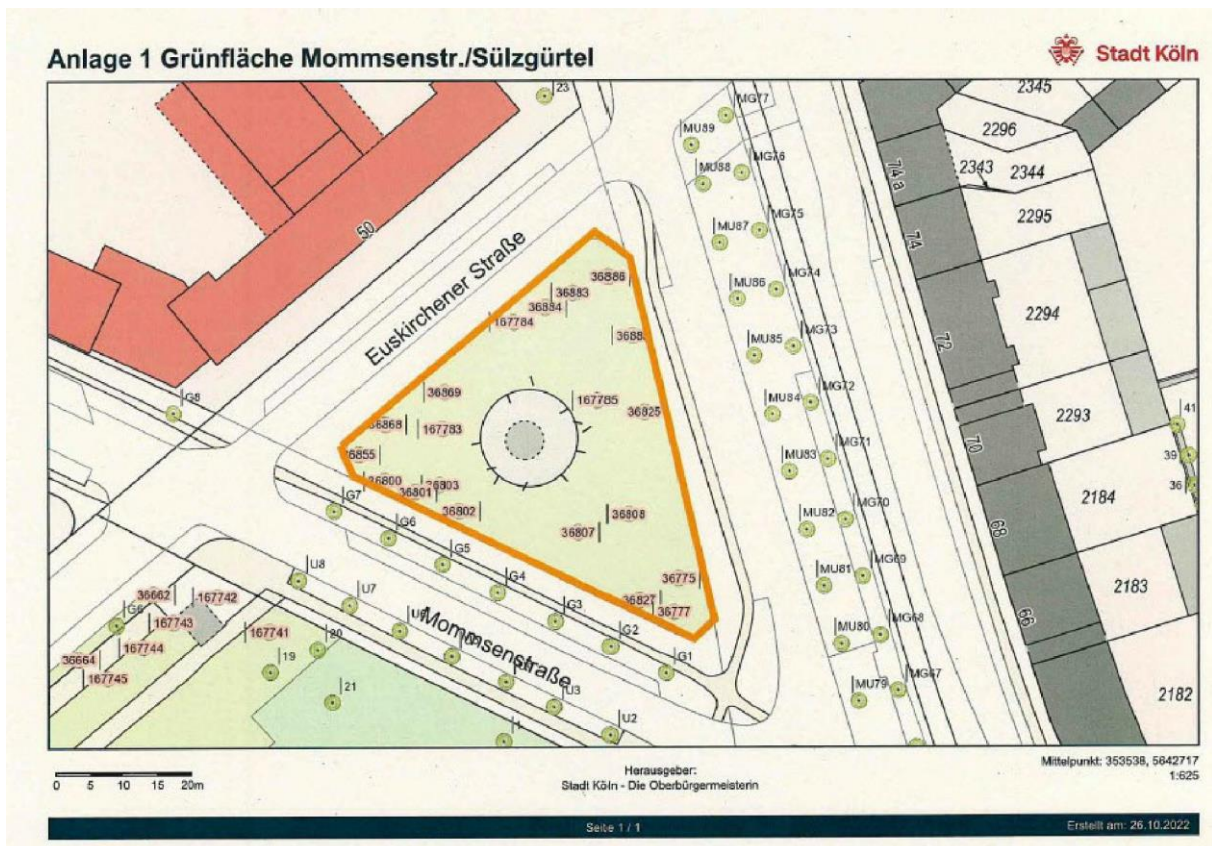 Anlage 1 Grünfläche Mommsenstr./Sülzgürtel
Stadt Köln
23
MG77
2345
MU89
2296
MG76
MU88
2343
2344
74a
MG75
2295
50
MU87
74
Euskirchener Straße
36886
MG74
36883
MU86
36884
2294
167784
MG73
MU85
72
36869
MG72
167785
G8
36825
MU84
2293
41
36868
167783
MG71
70
39
36855
MU83
36800
36803
36
36801
2184
G7
36802
36808
MG70
MU82
G6
36807
68
G5
MG69
U8
G4
36775
MU81
2183
36662
167742
U7
G3
36827
G6
167743
36777
66
167741
20
MG68
167744
G2
MU80
36664
19
Mommsenstraße
G1
167745
MG67
21
U3
MU79
2182
U2
0 5 10 15 20m
Herausgeber:
Stadt Köln - Die Oberbürgermeisterin
Mittelpunkt: 353538, 5642717
1:625
Seite 1 / 1
Erstellt am: 26.10.2022